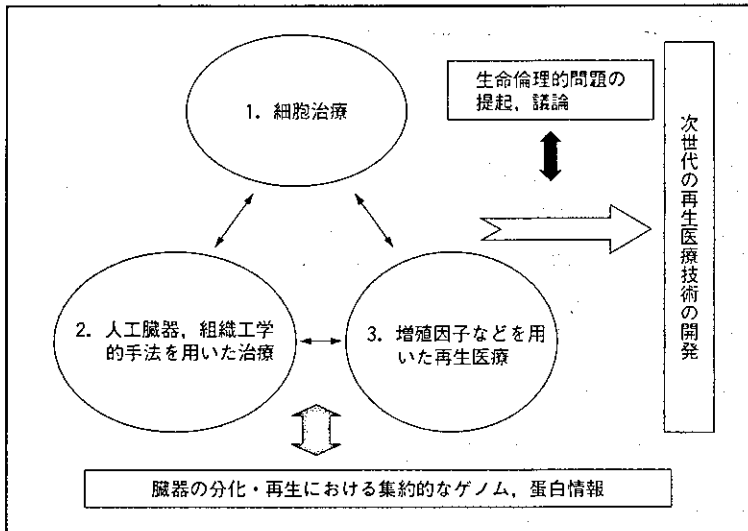 1. 細胞治療
生命倫理的問題の
提起，議論
次世代の再生医療技術の開発
2. 人工臓器，組織工学
的手法を用いた治療
3. 増殖因子などを用
いた再生医療
臓器の分化・再生における集約的なゲノム，蛋白情報